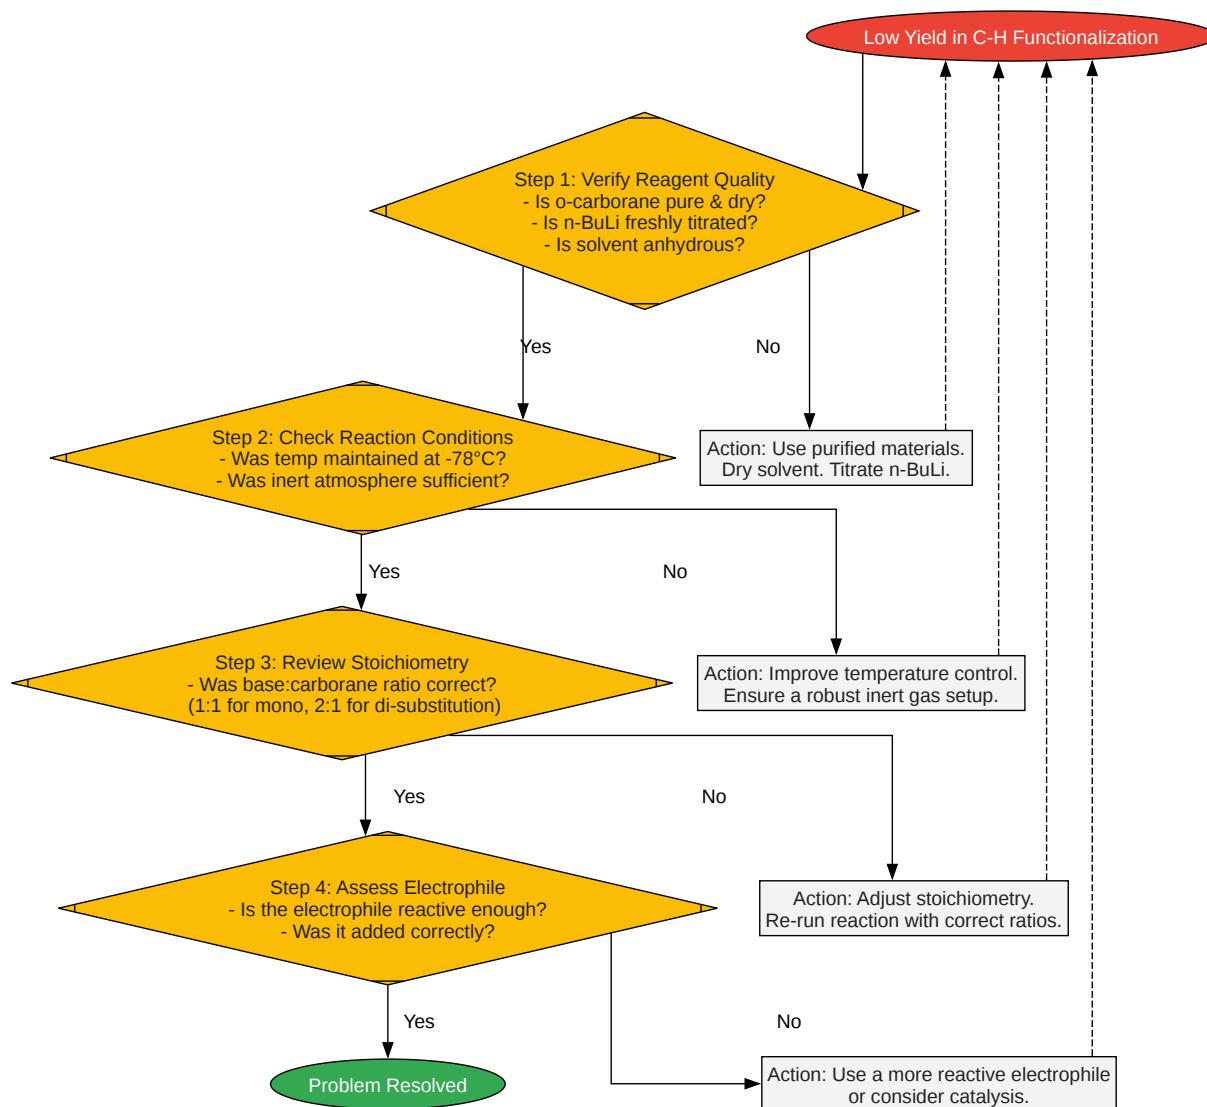 Low Yield in C-H Functionalization
Step 1: Verify Reagent Quality
- Is o-carborane pure & dry?
- Is n-BuLi freshly titrated?
- Is solvent anhydrous?
Yes
No
Step 2: Check Reaction Conditions
- Was temp maintained at -78°C?
- Was inert atmosphere sufficient?
Action: Use purified materials.
Dry solvent. Titrate n-BuLi.
Yes
No
Step 3: Review Stoichiometry
- Was base:carborane ratio correct?
(1:1 for mono, 2:1 for di-substitution)
Action: Improve temperature control.
Ensure a robust inert gas setup.
Yes
No
Step 4: Assess Electrophile
- Is the electrophile reactive enough?
- Was it added correctly?
Action: Adjust stoichiometry.
Re-run reaction with correct ratios.
Yes
No
Problem Resolved
Action: Use a more reactive electrophile
or consider catalysis.